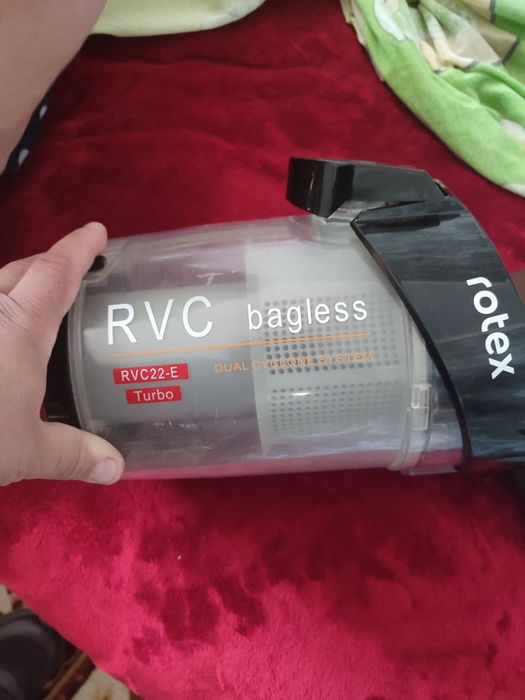 RVC bagless
DUAL CYCLONE SYSTEM
RVC22-E
Turbo
rotex